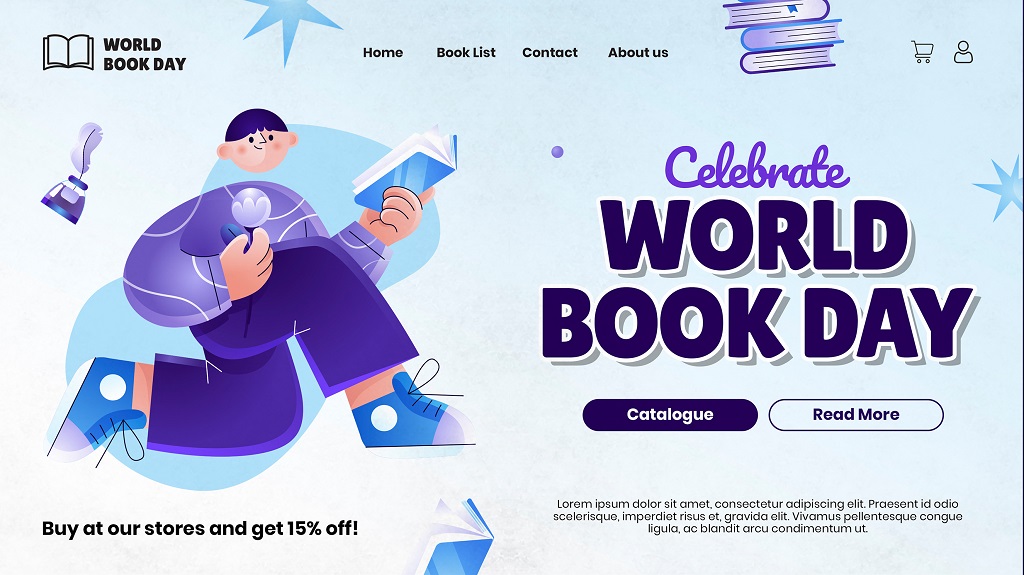 WORLD
BOOK DAY
Home
Book List
Contact
About us
Celebrate
WORLD
BOOK DAY
Catalogue
Read More
Lorem ipsum dolor sit amet, consectetur adipiscing elit. Praesent id odio
scelerisque, imperdiet risus et, gravida elit. Vivamus pellentesque congue
ligula, ac blandit arcu condimentum ut.
Buy at our stores and get 15% off!